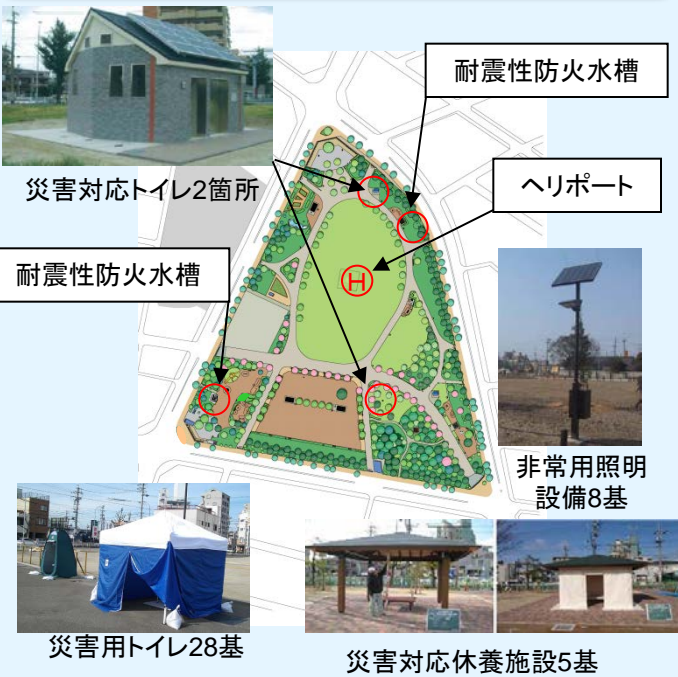 耐震性防火水槽
災害対応トイレ2箇所
ヘリポート
耐震性防火水槽
H
非常用照明
設備8基
災害用トイレ28基
災害対応休養施設5基